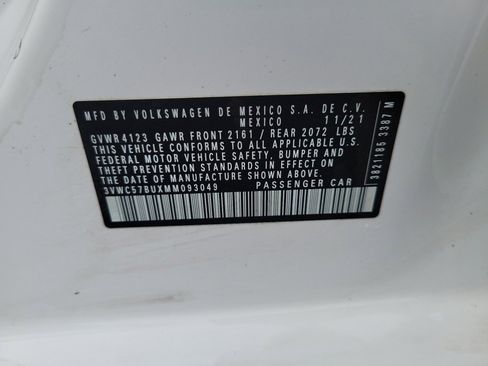 MFD BY VOLKSWAGEN DE MEXICO S.A. DE C.V.
MEXICO 11/21
GVWR 4123 GAWR FRONT 2161 / REAR 2072 LBS
THIS VEHICLE CONFORMS TO ALL APPLICABLE U.S.
FEDERAL MOTOR VEHICLE SAFETY, BUMPER AND
THEFT PREVENTION STANDARDS IN EFFECT ON
THE DATE OF MANUFACTURE SHOWN ABOVE.
3VWC57BUXMM093049 PASSENGER CAR
3821185 3387 M